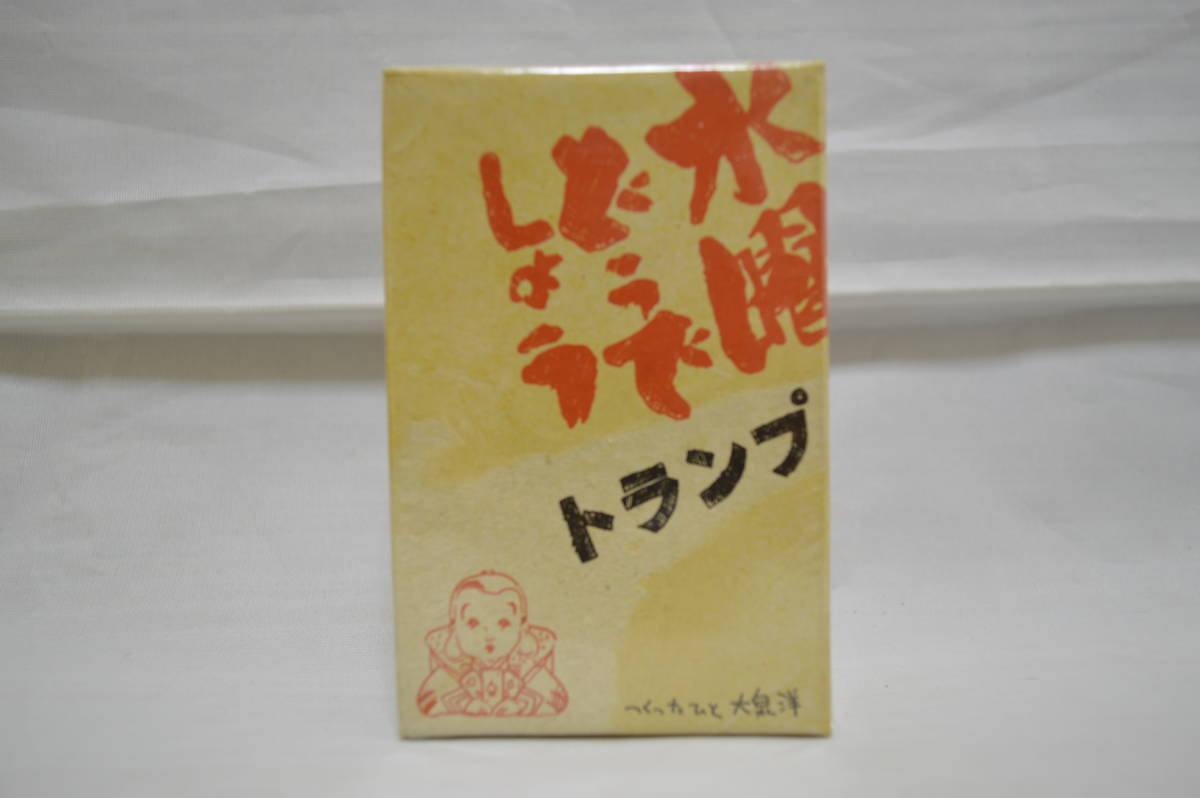 水曜
どうで
しょう
トランプ
つくったひと 大泉洋